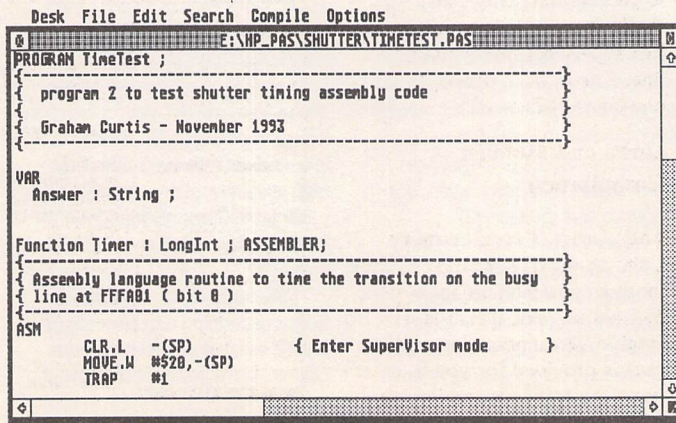 Desk File Edit Search Compile Options
E:\HP_PAS\SHUTTER\TIMETEST.PAS
PROGRAM TimeTest ;
{-----------------------------------------------------------------}
{ program 2 to test shutter timing assembly code }
{ }
{ Graham Curtis - November 1993 }
{-----------------------------------------------------------------}
VAR
Answer : String ;
Function Timer : LongInt ; ASSEMBLER;
{-----------------------------------------------------------------}
{ Assembly language routine to time the transition on the busy }
{ line at FFFA01 ( bit 0 ) }
{-----------------------------------------------------------------}
ASM
CLR.L -(SP) { Enter SuperVisor mode }
MOVE.W #$20,-(SP)
TRAP #1